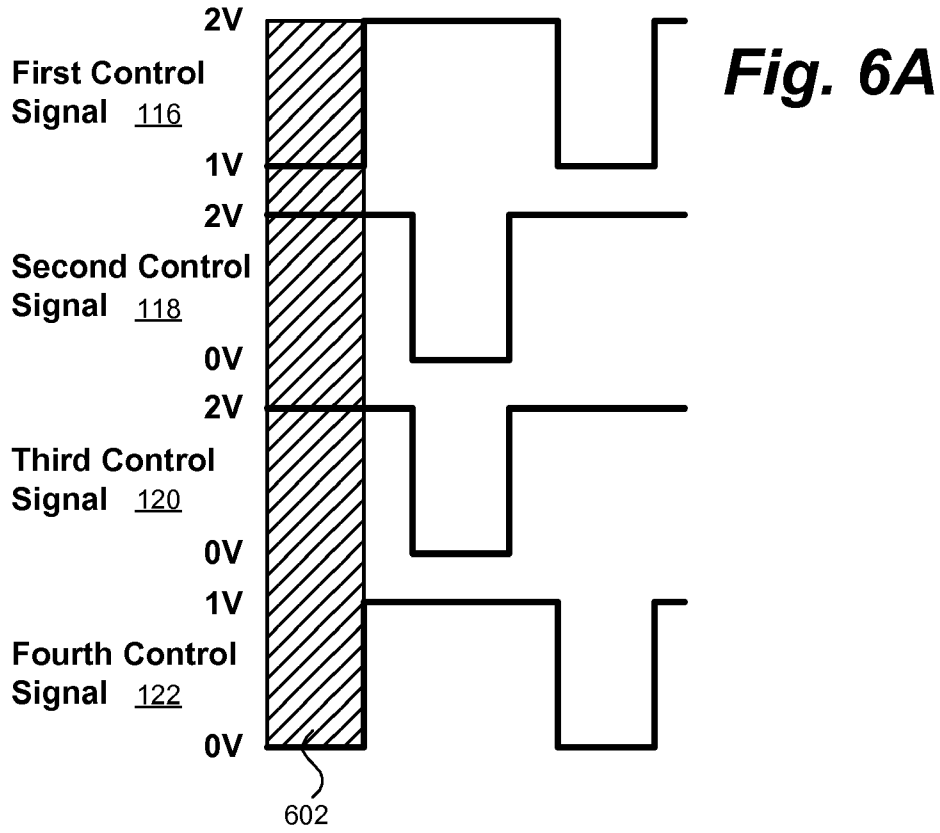 Fig. 6A
2V
First Control
Signal 116
1V
2V
Second Control
Signal 118
0V
2V
Third Control
Signal 120
0V
1V
Fourth Control
Signal 122
0V
602